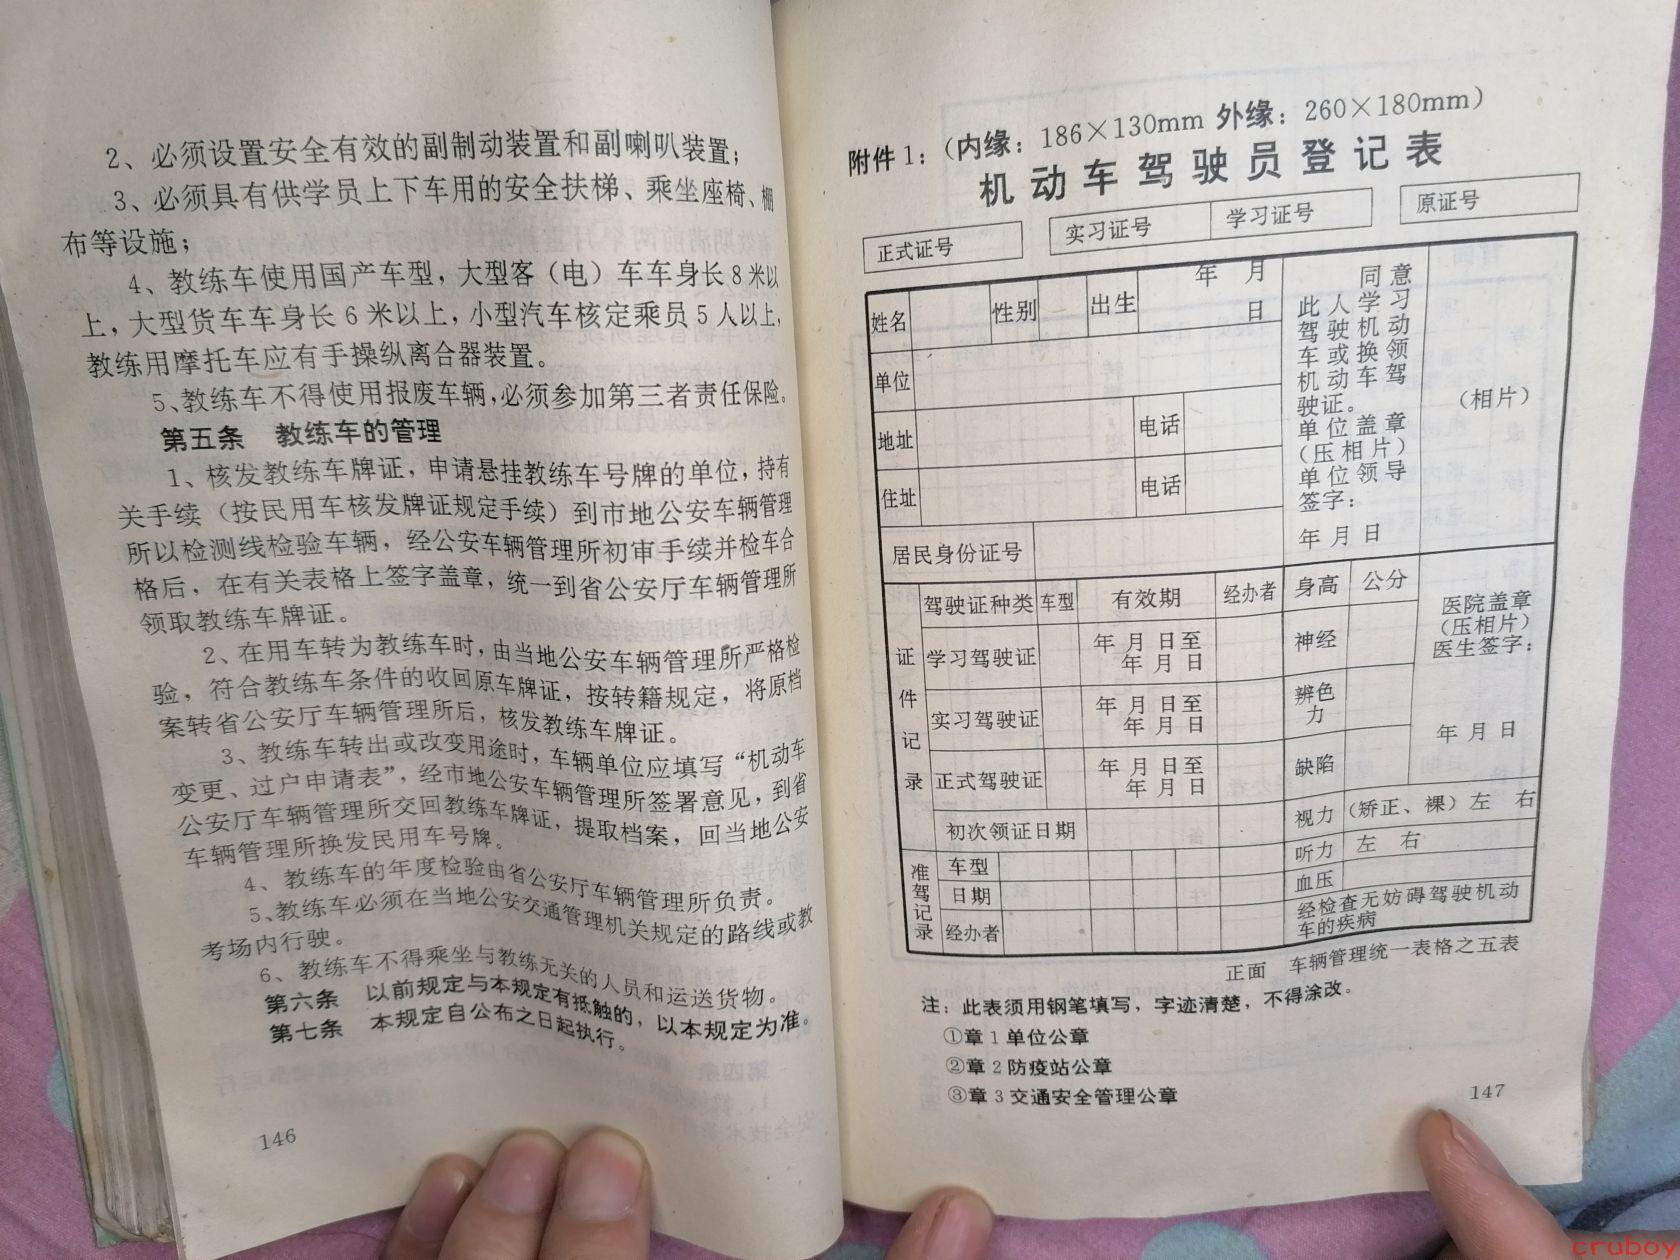 2、必须设置安全有效的副制动装置和副喇叭装置；
3、必须具有供学员上下车用的安全扶梯、乘坐座椅、棚
布等设施；
4、教练车使用国产车型，大型客（电）车车身长8米以
上，大型货车车身长6米以上，小型汽车核定乘员5人以上，
教练用摩托车应有手操纵离合器装置。
5、教练车不得使用报废车辆，必须参加第三者责任保险。
第五条　教练车的管理
1、核发教练车牌证，申请悬挂教练车号牌的单位，持有
关手续（按民用车核发牌证规定手续）到市地公安车辆管理
所以检测线检验车辆，经公安车辆管理所初审手续并检车合
格后，在有关表格上签字盖章，统一到省公安厅车辆管理所
领取教练车牌证。
2、在用车转为教练车时，由当地公安车辆管理所严格检
验，符合教练车条件的收回原车牌证，按转籍规定，将原档
案转省公安厅车辆管理所后，核发教练车牌证。
3、教练车转出或改变用途时，车辆单位应填写“机动车
变更、过户申请表”，经市地公安车辆管理所签署意见，到省
公安厅车辆管理所交回教练车牌证，提取档案，回当地公安
车辆管理所换发民用车号牌。
4、教练车的年度检验由省公安厅车辆管理所负责。
5、教练车必须在当地公安交通管理机关规定的路线或教
考场内行驶。
6、教练车不得乘坐与教练无关的人员和运送货物。
第六条　以前规定与本规定有抵触的，以本规定为准。
第七条　本规定自公布之日起执行。
146
附件1：（内缘：186×130mm 外缘：260×180mm）
机动车驾驶员登记表
正式证号 实习证号 学习证号 原证号
姓名 性别 出生 年 月 日
单位
地址 电话
住址 电话
居民身份证号
同意
此人学习
驾驶机动
车或换领
机动车驾
驶证。
单位盖章
(压相片)
单位领导
签字：
年 月 日
（相片）
证件记录
驾驶证种类 车型 有效期 经办者
学习驾驶证 年 月 日至
年 月 日
实习驾驶证 年 月 日至
年 月 日
正式驾驶证 年 月 日至
年 月 日
初次领证日期
准驾记录
车型
日期
经办者
身高 公分
神经
辨色
力
缺陷
医院盖章
(压相片)
医生签字：
年 月 日
视力 (矫正、裸) 左 右
听力 左 右
血压
经检查无妨碍驾驶机动
车的疾病
正面 车辆管理统一表格之五表
注：此表须用钢笔填写，字迹清楚，不得涂改。
①章1单位公章
②章2防疫站公章
③章3交通安全管理公章
147
cruboy